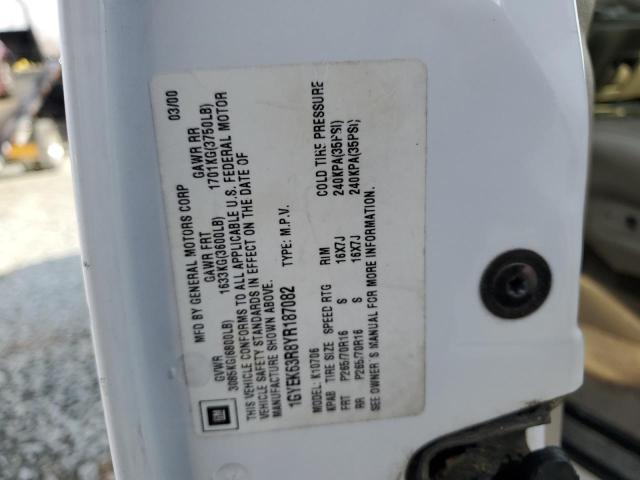 MFD BY GENERAL MOTORS CORP 03/00
GVWR GAWR FRT GAWR RR
3085KG(6800LB) 1633KG(3600LB) 1701KG(3750LB)
THIS VEHICLE CONFORMS TO ALL APPLICABLE U.S. FEDERAL MOTOR
VEHICLE SAFETY STANDARDS IN EFFECT ON THE DATE OF
MANUFACTURE SHOWN ABOVE.
1GYEK63R8YR187082 TYPE: M.P.V.
MODEL: K10706
KPAB TIRE SIZE SPEED RTG RIM COLD TIRE PRESSURE
FRT P265/70R16 S 16X7J 240KPA(35PSI)
RR P265/70R16 S 16X7J 240KPA(35PSI)
SEE OWNER'S MANUAL FOR MORE INFORMATION.
GM